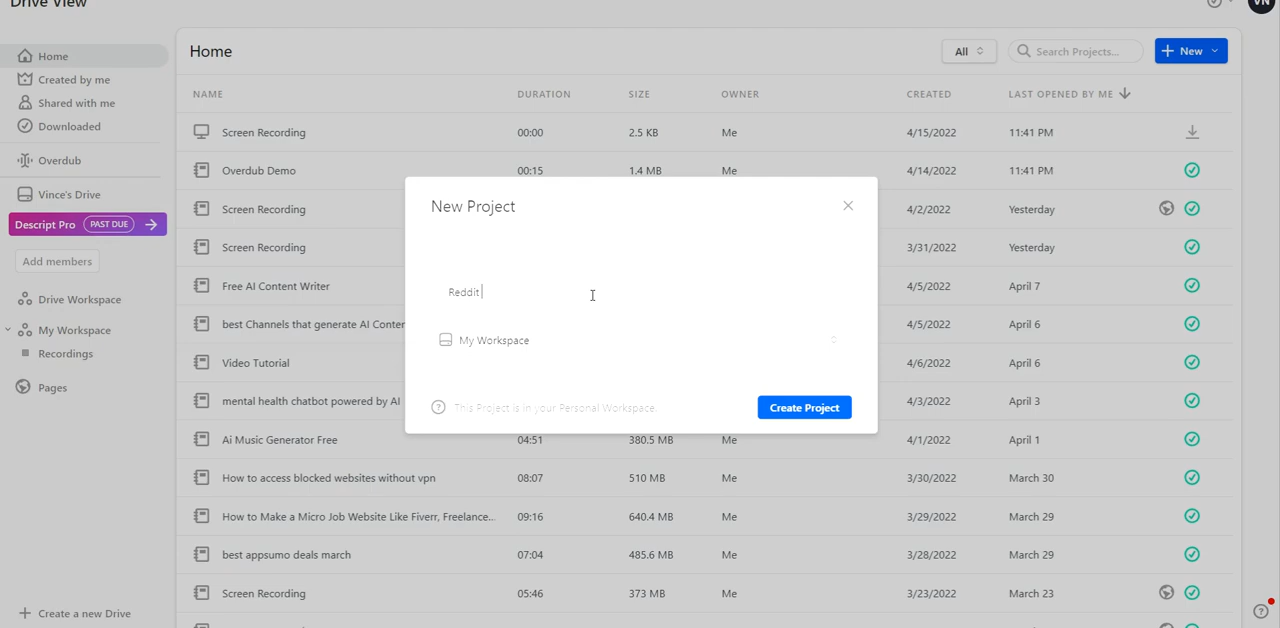 Drive View
VN
Home
Created by me
Shared with me
Downloaded
Overdub
Vince's Drive
Descript Pro PAST DUE
Add members
Drive Workspace
My Workspace
Recordings
Pages
Create a new Drive
Home
All
Search Projects...
New
NAME DURATION SIZE OWNER CREATED LAST OPENED BY ME
Screen Recording 00:00 2.5 KB Me 4/15/2022 11:41 PM
Overdub Demo 00:15 1.4 MB Me 4/14/2022 11:41 PM
Screen Recording 4/2/2022 Yesterday
Screen Recording 3/31/2022 Yesterday
Free AI Content Writer 4/5/2022 April 7
best Channels that generate AI Conter 4/5/2022 April 6
Video Tutorial 4/6/2022 April 6
mental health chatbot powered by AI 4/3/2022 April 3
Ai Music Generator Free 04:51 380.5 MB Me 4/1/2022 April 1
How to access blocked websites without vpn 08:07 510 MB Me 3/30/2022 March 30
How to Make a Micro Job Website Like Fiverr, Freelance... 09:16 640.4 MB Me 3/29/2022 March 29
best appsumo deals march 07:04 485.6 MB Me 3/28/2022 March 29
Screen Recording 05:46 373 MB Me 3/23/2022 March 23
New Project
Reddit
My Workspace
This Project is in your Personal Workspace.
Create Project